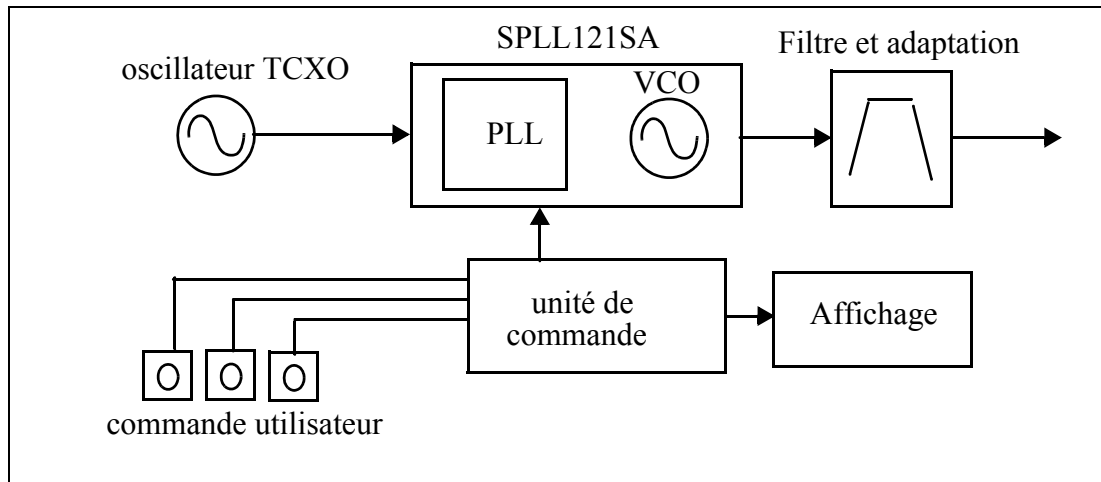 SPLL121SA
Filtre et adaptation
oscillateur TCXO
VCO
PLL
unité de
commande
Affichage
commande utilisateur